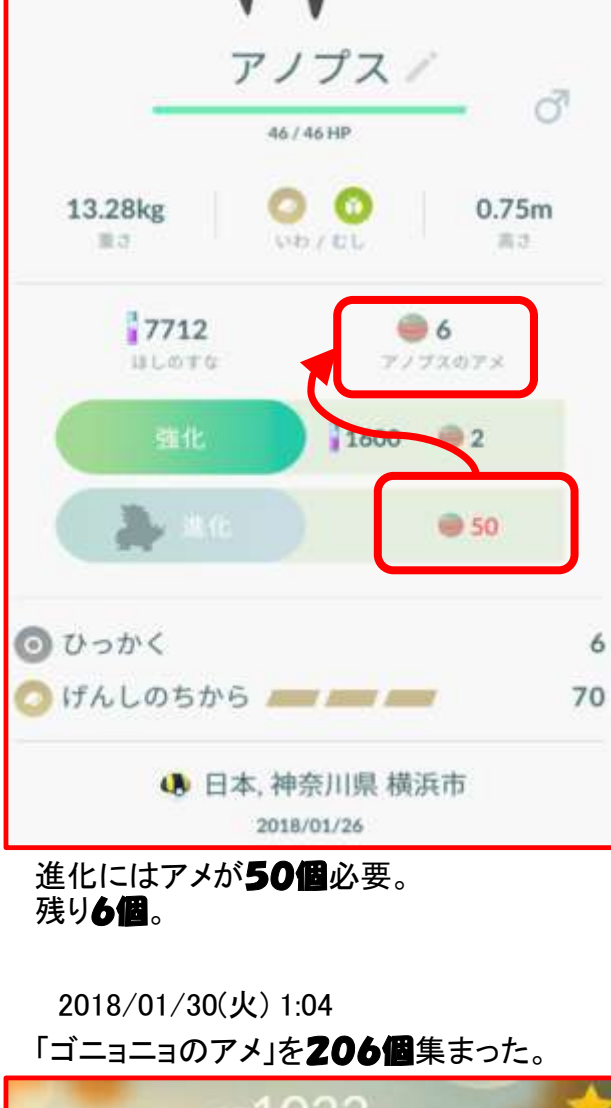 アノプス
46 / 46 HP
13.28kg
重さ
いわ / むし
0.75m
高さ
7712
ほしのすな
6
アノプスのアメ
強化
1600
2
進化
50
ひっかく
6
げんしのちから
70
日本, 神奈川県 横浜市
2018/01/26
進化にはアメが50個必要。
残り6個。
2018/01/30(火) 1:04
「ゴニョニョのアメ」を206個集まった。